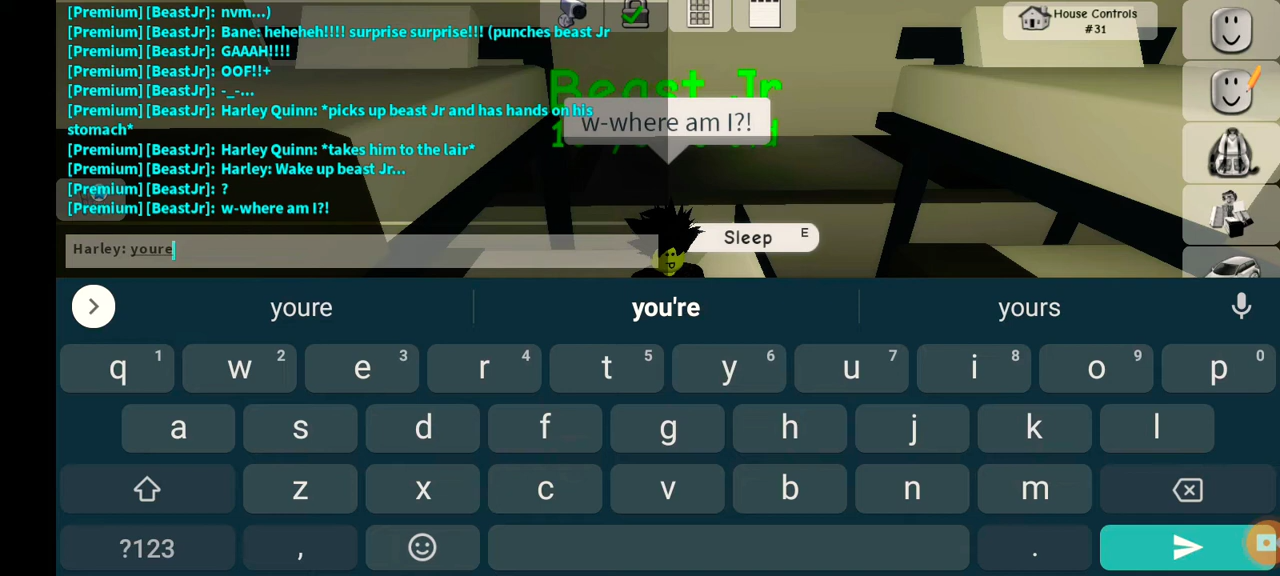 [Premium] [BeastJr]: nvm...)
[Premium] [BeastJr]: Bane: heheheh!!!! surprise surprise!!! (punches beast Jr
[Premium] [BeastJr]: GAAAH!!!!
[Premium] [BeastJr]: OOF!!+
[Premium] [BeastJr]: -_-...
[Premium] [BeastJr]: Harley Quinn: *picks up beast Jr and has hands on his
stomach*
[Premium] [BeastJr]: Harley Quinn: *takes him to the lair*
[Premium] [BeastJr]: Harley: Wake up beast Jr...
[Premium] [BeastJr]: ?
[Premium] [BeastJr]: w-where am I?!
Harley: youre
House Controls
#31
Beast Jr
w-where am I?!
Sleep E
youre you're yours
q 1 w 2 e 3 r 4 t 5 y 6 u 7 i 8 o 9 p 0
a s d f g h j k l
z x c v b n m
?123 , .